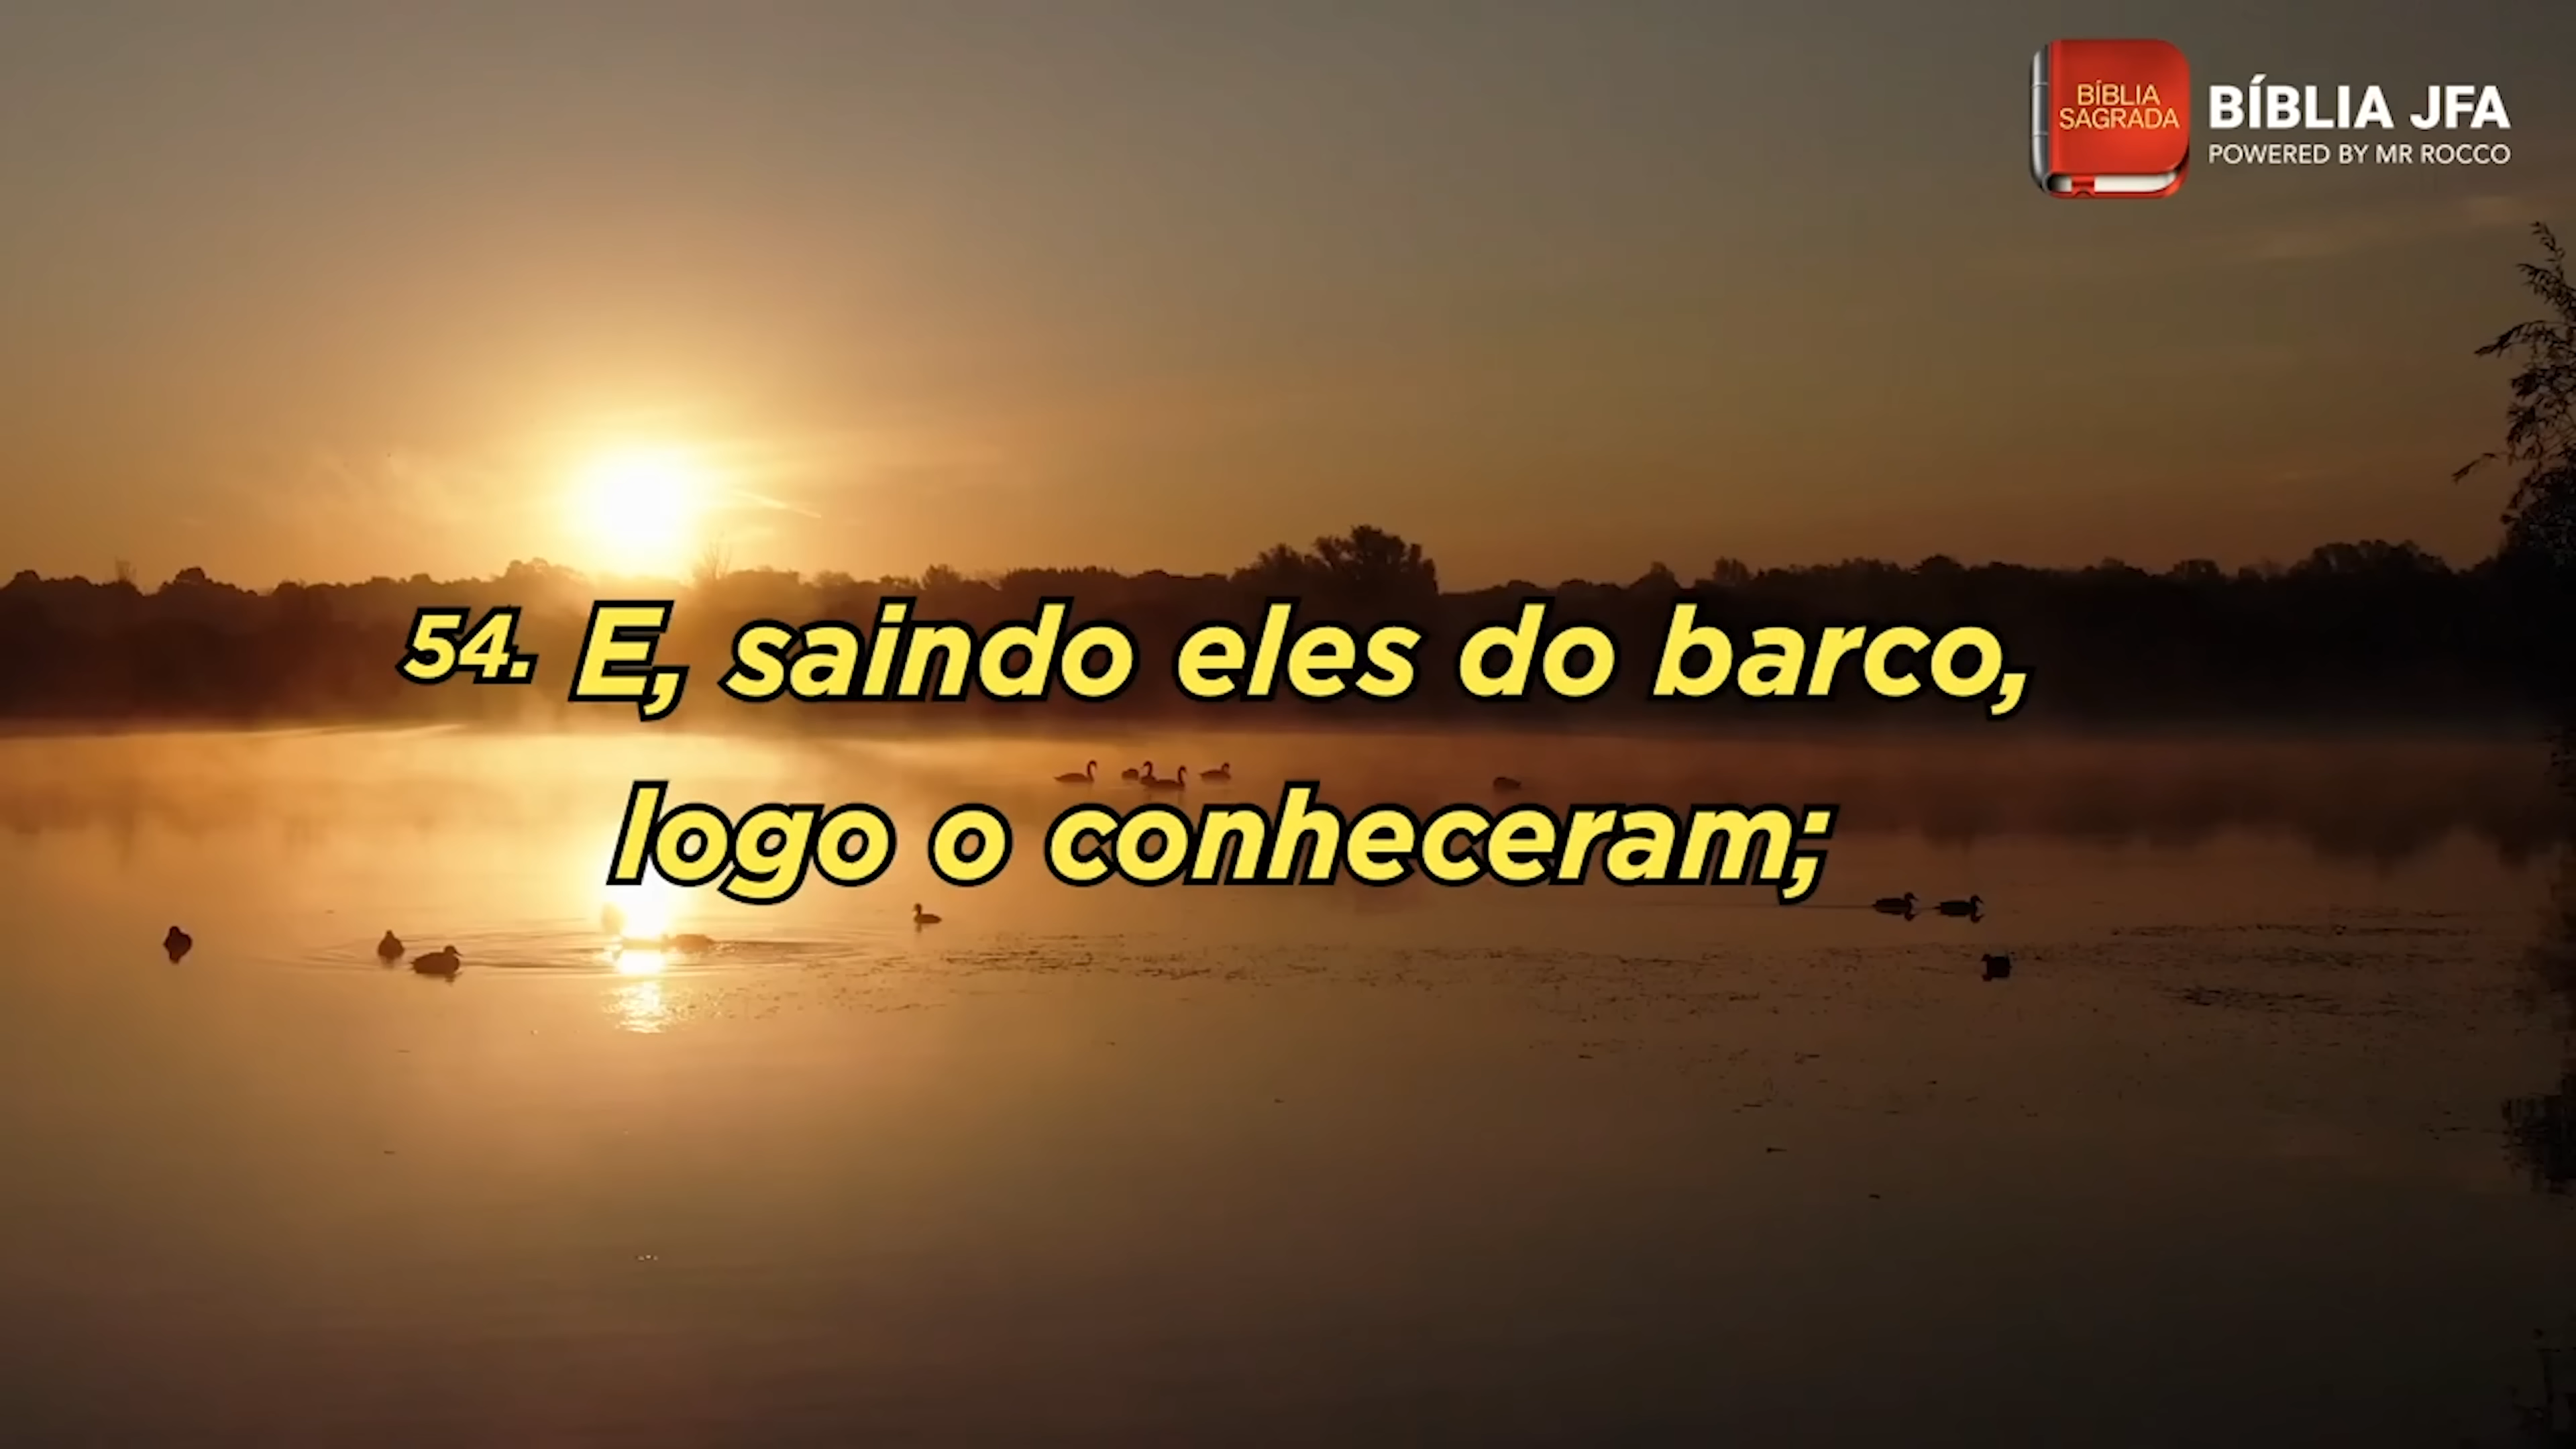 BÍBLIA
SAGRADA
BÍBLIA JFA
POWERED BY MR ROCCO
54. E, saindo eles do barco,
logo o conheceram;